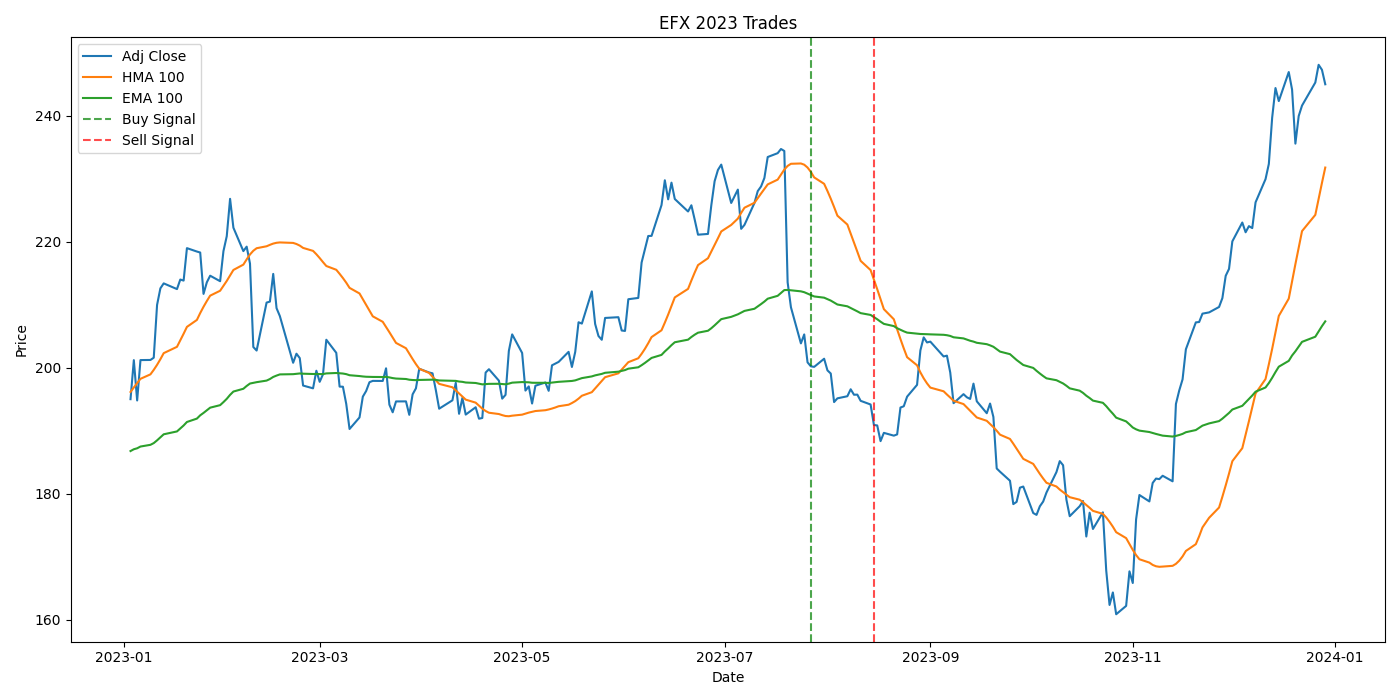 EFX 2023 Trades
Adj Close
HMA 100
EMA 100
Buy Signal
Sell Signal
Price
240
220
200
180
160
2023-01 2023-03 2023-05 2023-07 2023-09 2023-11 2024-01
Date